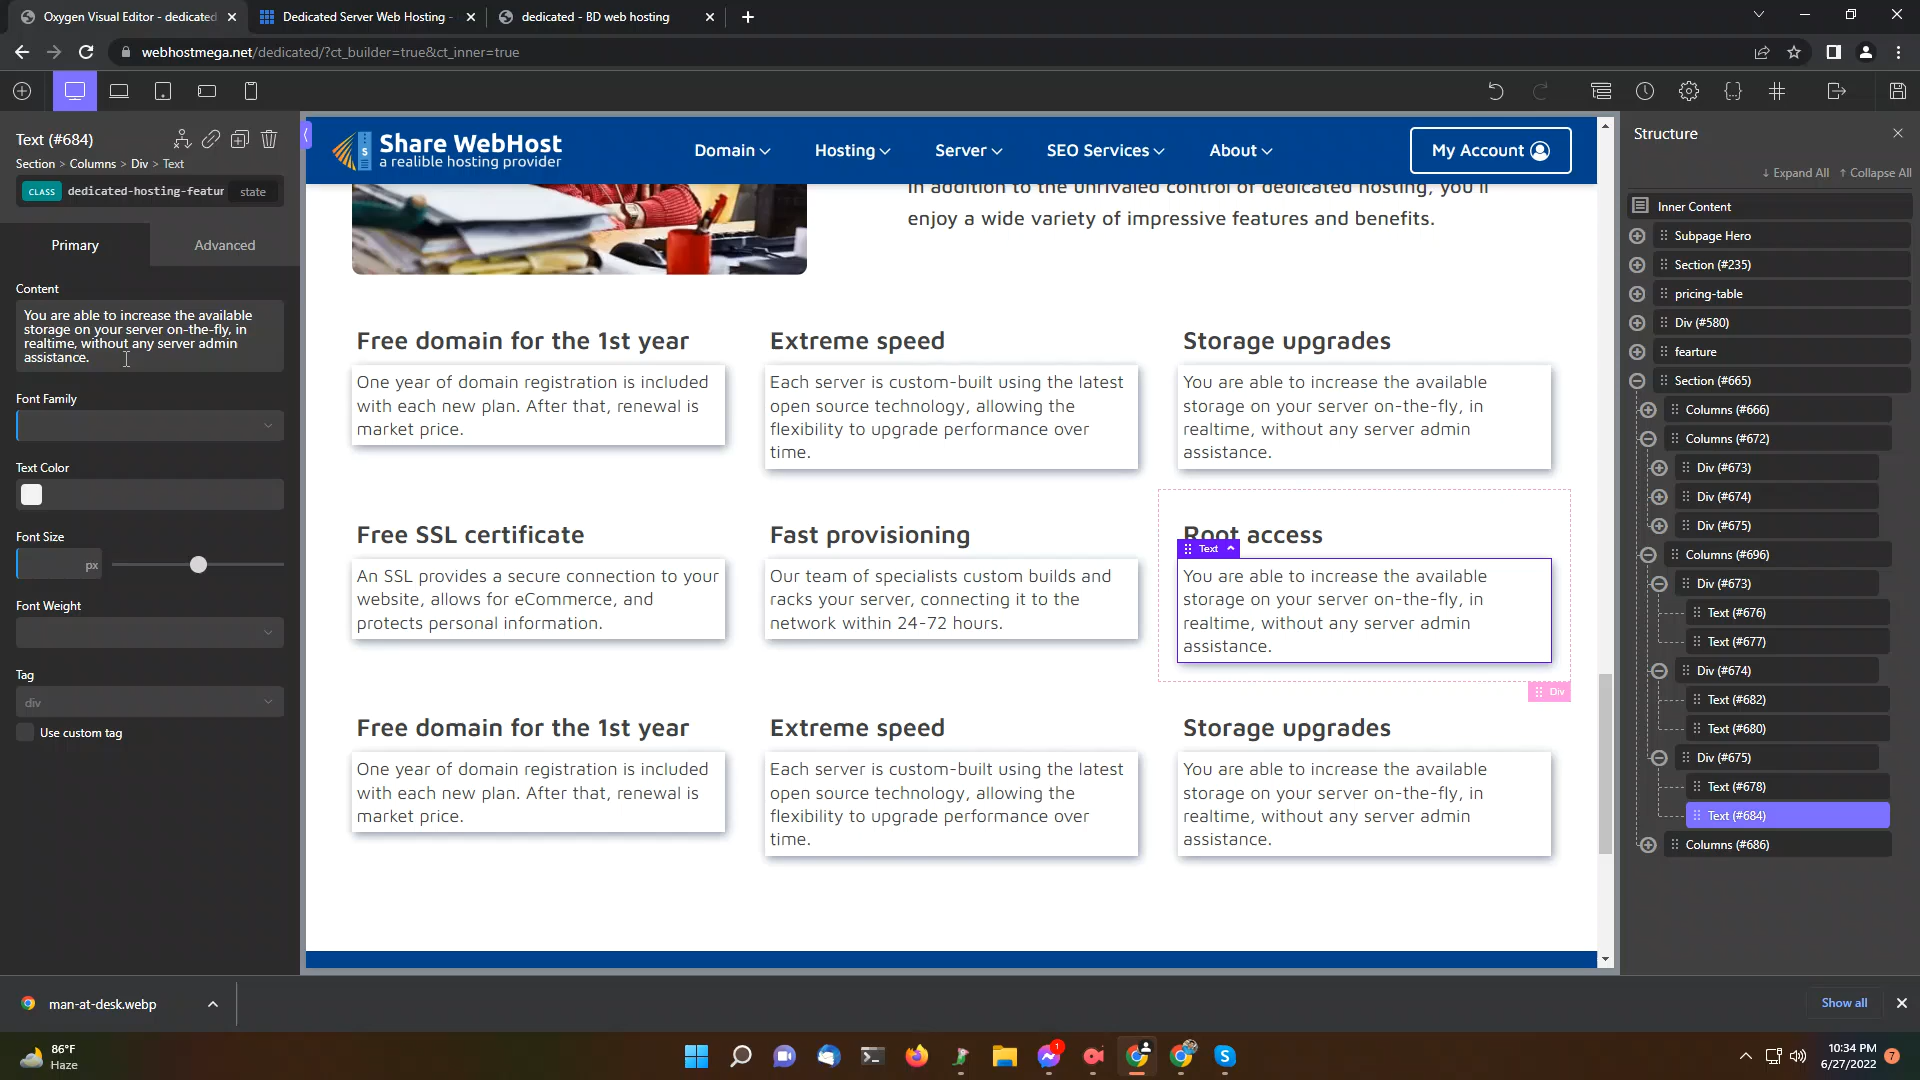 Oxygen Visual Editor - dedicated
Dedicated Server Web Hosting -
dedicated - BD web hosting
webhostmega.net/dedicated/?ct_builder=true&ct_inner=true
Text (#684)
Section > Columns > Div > Text
CLASS dedicated-hosting-featur state
Primary Advanced
Content
You are able to increase the available
storage on your server on-the-fly, in
realtime, without any server admin
assistance.
Font Family
Text Color
Font Size
px
Font Weight
Tag
div
Use custom tag
Share WebHost
a realible hosting provider
Domain
Hosting
Server
SEO Services
About
My Account
In addition to the unrivaled control of dedicated hosting, you'll
enjoy a wide variety of impressive features and benefits.
Free domain for the 1st year
One year of domain registration is included
with each new plan. After that, renewal is
market price.
Extreme speed
Each server is custom-built using the latest
open source technology, allowing the
flexibility to upgrade performance over
time.
Storage upgrades
You are able to increase the available
storage on your server on-the-fly, in
realtime, without any server admin
assistance.
Free SSL certificate
An SSL provides a secure connection to your
website, allows for eCommerce, and
protects personal information.
Fast provisioning
Our team of specialists custom builds and
racks your server, connecting it to the
network within 24-72 hours.
Root access
Text
You are able to increase the available
storage on your server on-the-fly, in
realtime, without any server admin
assistance.
Div
Free domain for the 1st year
One year of domain registration is included
with each new plan. After that, renewal is
market price.
Extreme speed
Each server is custom-built using the latest
open source technology, allowing the
flexibility to upgrade performance over
time.
Storage upgrades
You are able to increase the available
storage on your server on-the-fly, in
realtime, without any server admin
assistance.
Structure
Expand All Collapse All
Inner Content
Subpage Hero
Section (#235)
pricing-table
Div (#580)
fearture
Section (#665)
Columns (#666)
Columns (#672)
Div (#673)
Div (#674)
Div (#675)
Columns (#696)
Div (#673)
Text (#676)
Text (#677)
Div (#674)
Text (#682)
Text (#680)
Div (#675)
Text (#678)
Text (#684)
Columns (#686)
man-at-desk.webp
Show all
86°F
Haze
1
10:34 PM
6/27/2022
7